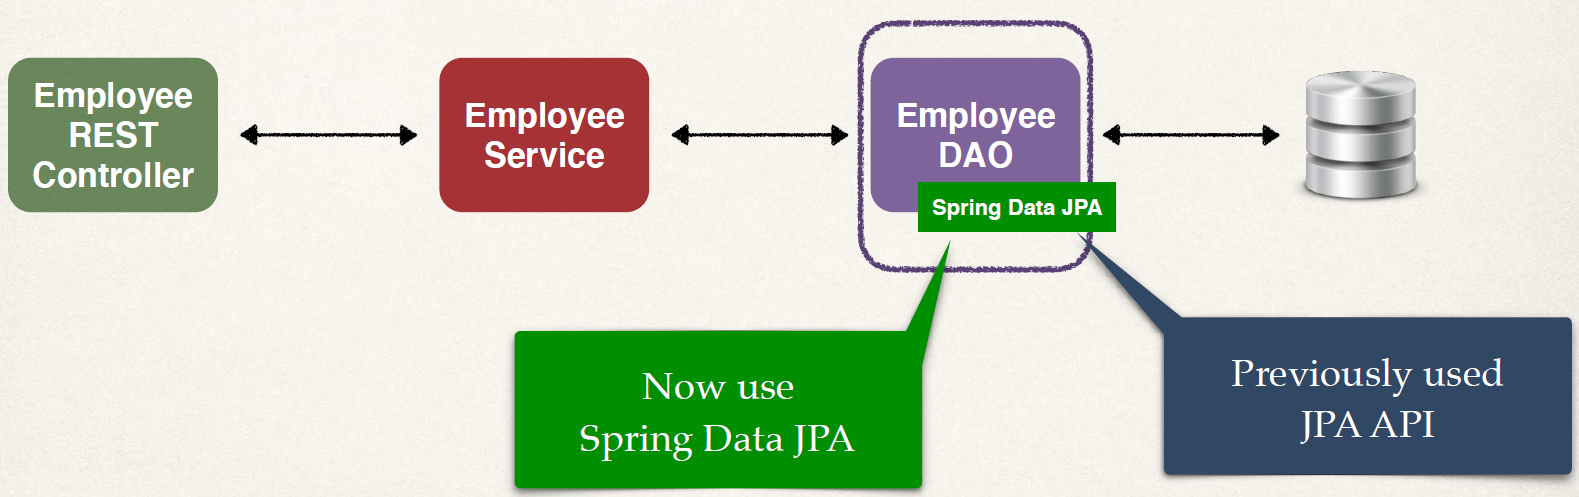 Employee
REST
Controller
Employee
Service
Employee
DAO
Spring Data JPA
Now use
Spring Data JPA
Previously used
JPA API